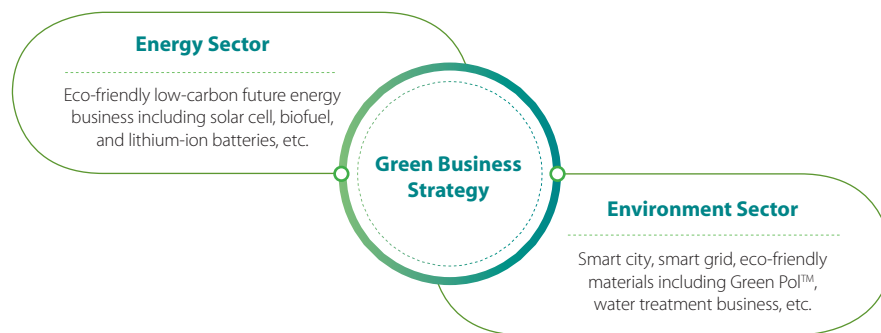 Energy Sector
Eco-friendly low-carbon future energy
business including solar cell, biofuel,
and lithium-ion batteries, etc.
Green Business
Strategy
Environment Sector
Smart city, smart grid, eco-friendly
materials including Green Pol™,
water treatment business, etc.